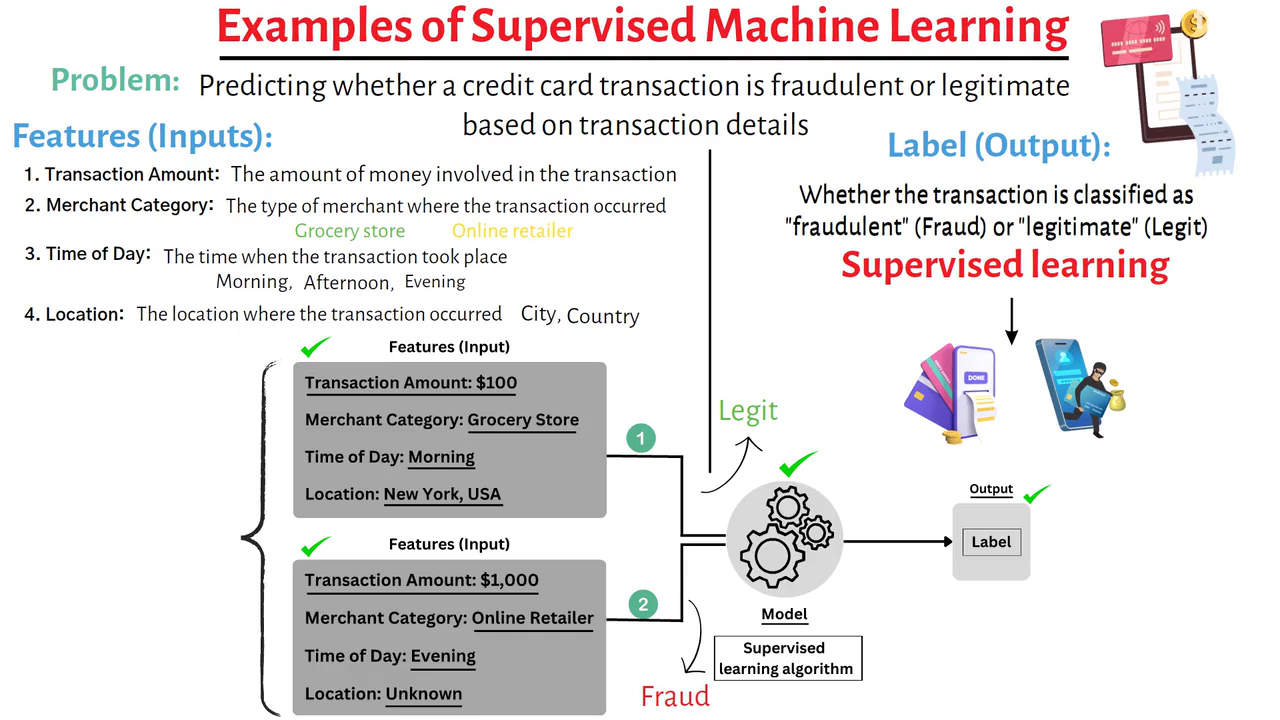 Examples of Supervised Machine Learning
Problem: Predicting whether a credit card transaction is fraudulent or legitimate
based on transaction details
Features (Inputs):
1. Transaction Amount: The amount of money involved in the transaction
2. Merchant Category: The type of merchant where the transaction occurred
Grocery store Online retailer
3. Time of Day: The time when the transaction took place
Morning, Afternoon, Evening
4. Location: The location where the transaction occurred City, Country
Label (Output):
Whether the transaction is classified as
"fraudulent" (Fraud) or "legitimate" (Legit)
Supervised learning
DONE
Features (Input)
Transaction Amount: $100
Merchant Category: Grocery Store
Time of Day: Morning
Location: New York, USA
1
Legit
Features (Input)
Transaction Amount: $1,000
Merchant Category: Online Retailer
Time of Day: Evening
Location: Unknown
2
Fraud
Model
Supervised
learning algorithm
Output
Label